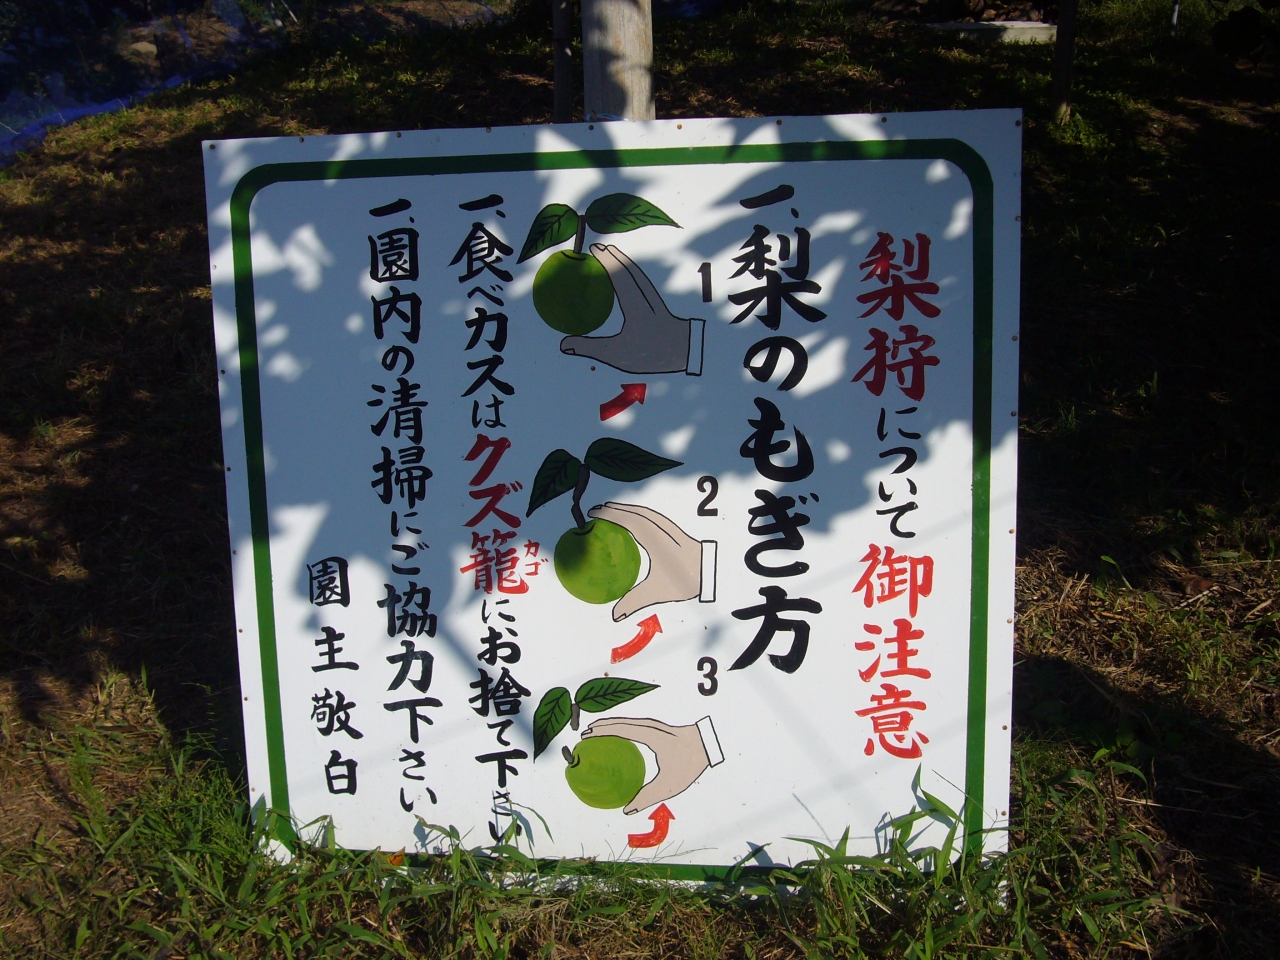 梨狩について御注意
一、梨のもぎ方
1
2
3
一、食べカスはクズ籠にお捨て下さい
カゴ
一、園内の清掃にご協力下さい
園主敬白